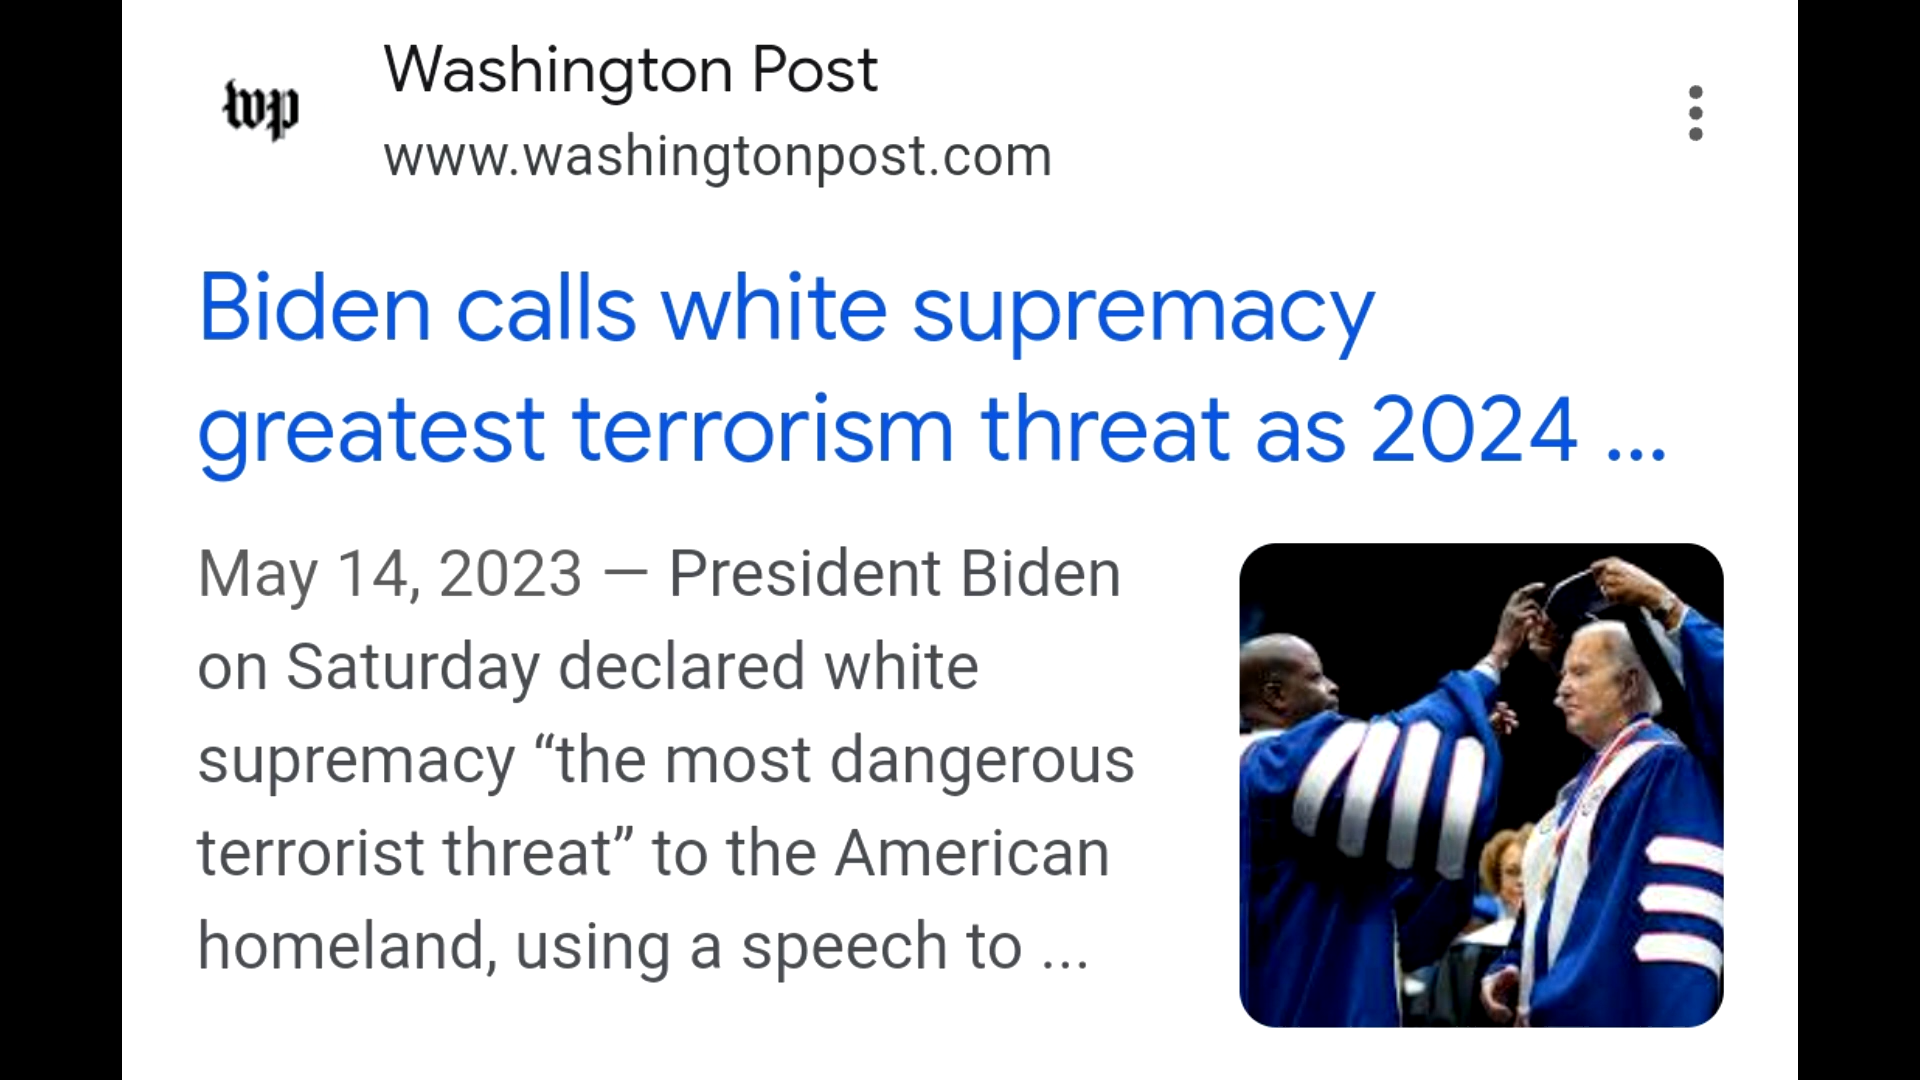 wp
Washington Post
www.washingtonpost.com
Biden calls white supremacy
greatest terrorism threat as 2024 ...
May 14, 2023 — President Biden
on Saturday declared white
supremacy “the most dangerous
terrorist threat” to the American
homeland, using a speech to ...